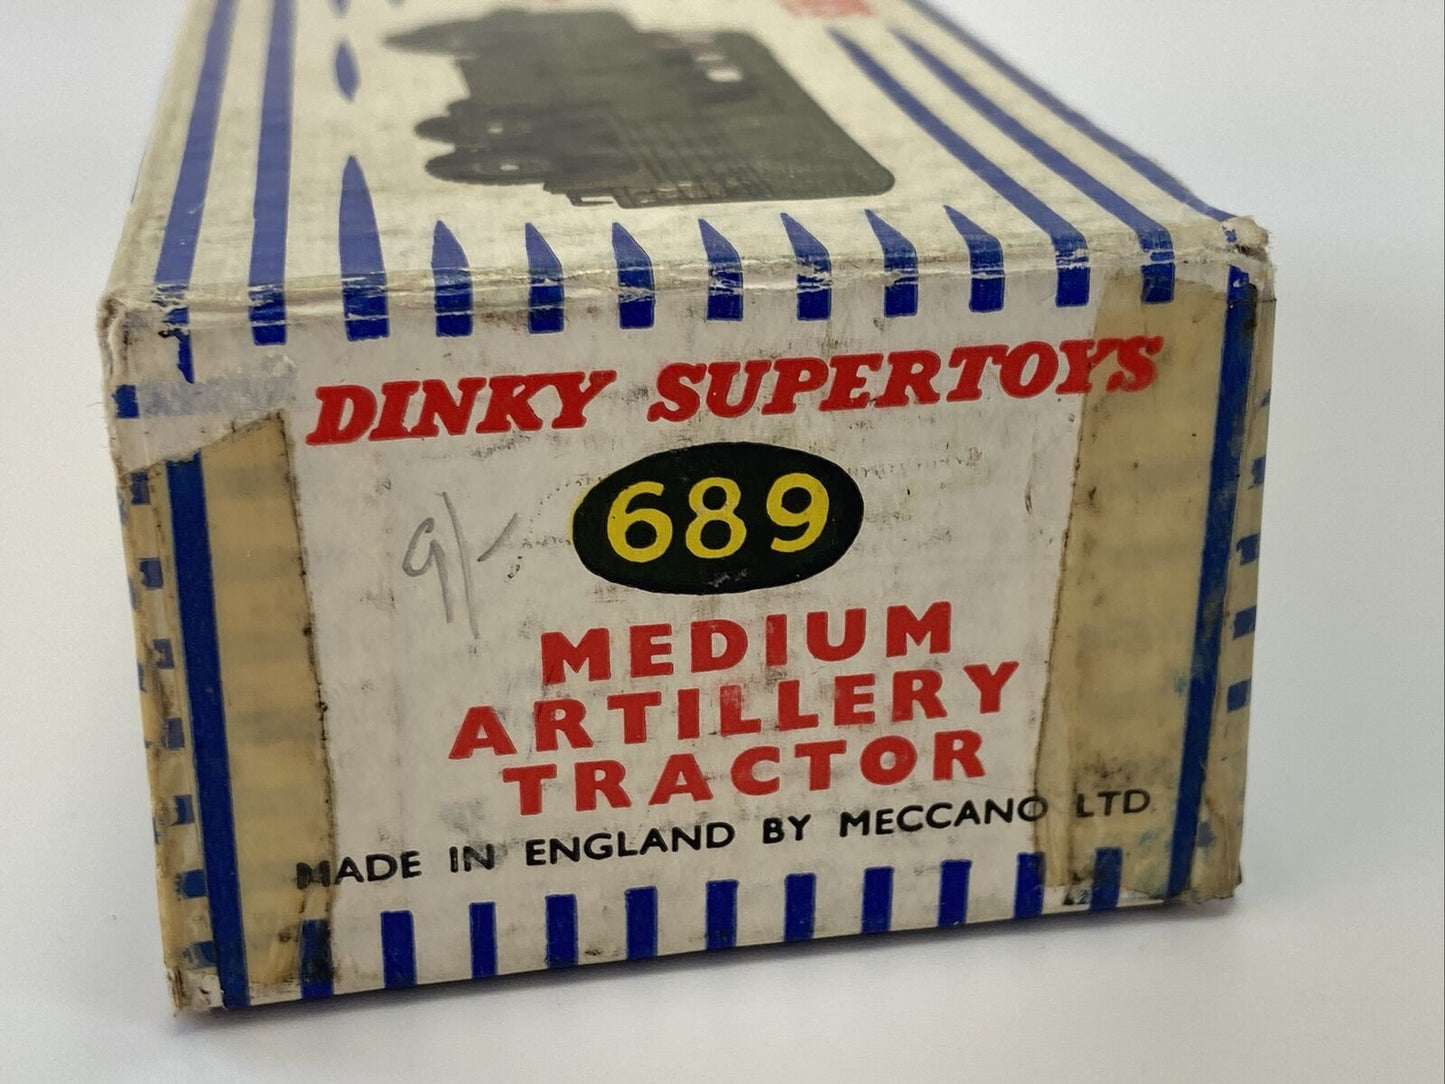 DINKY SUPERTOYS
689
9/-
MEDIUM
ARTILLERY
TRACTOR
MADE IN ENGLAND BY MECCANO LTD